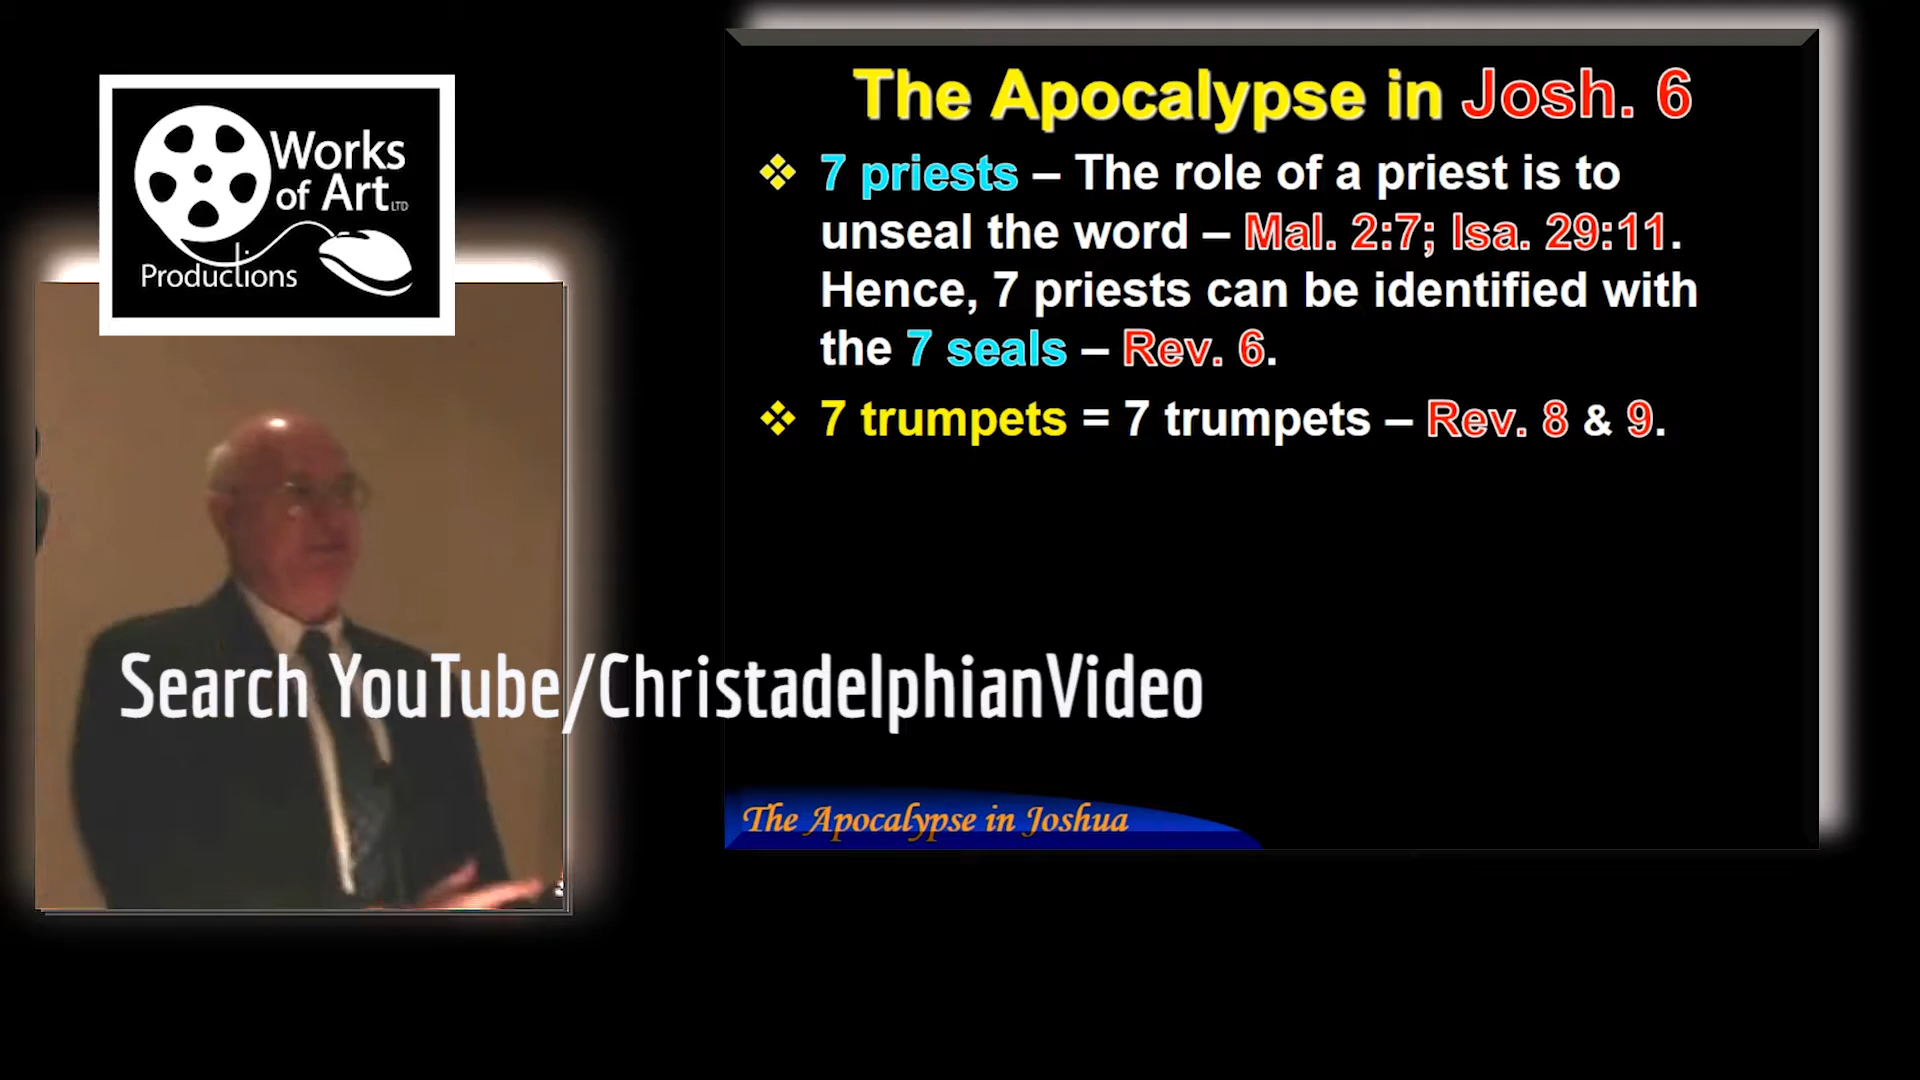 Works
of Art LTD
Productions
The Apocalypse in Josh. 6
❖ 7 priests – The role of a priest is to
unseal the word – Mal. 2:7; Isa. 29:11.
Hence, 7 priests can be identified with
the 7 seals – Rev. 6.
❖ 7 trumpets = 7 trumpets – Rev. 8 & 9.
Search YouTube/ChristadelphianVideo
The Apocalypse in Joshua